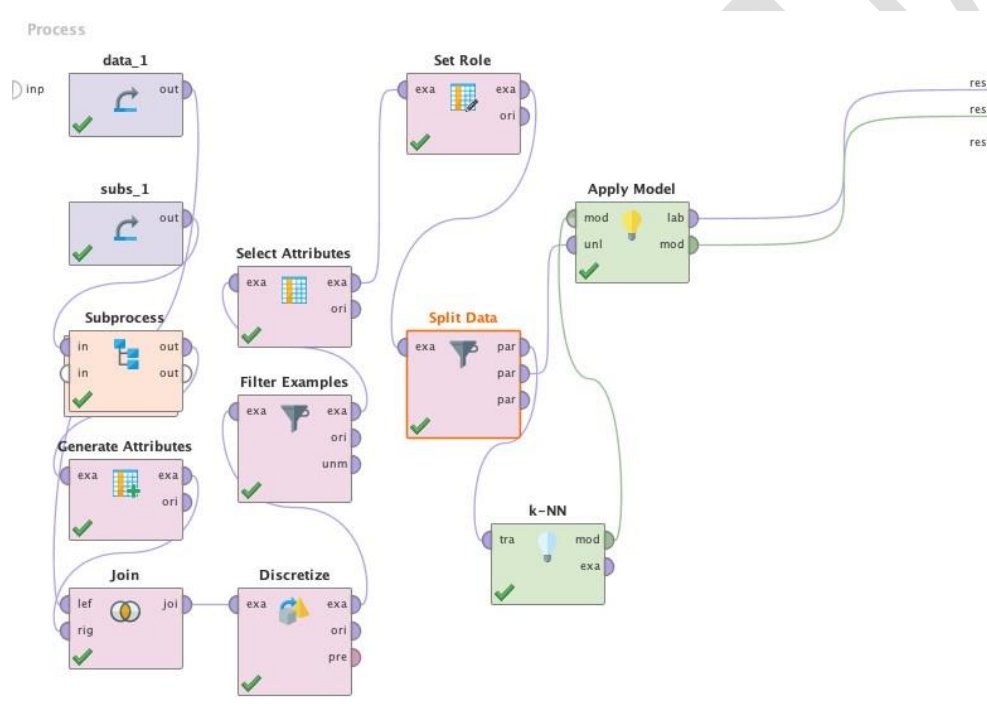 Process
inp
data_1
out
subs_1
out
Subprocess
in
out
in
out
Generate Attributes
exa
exa
ori
Join
lef
joi
rig
Select Attributes
exa
exa
ori
Filter Examples
exa
exa
ori
unm
Discretize
exa
exa
ori
pre
Set Role
exa
exa
ori
Split Data
exa
par
par
par
k-NN
tra
mod
exa
Apply Model
mod
lab
unl
mod
res
res
res